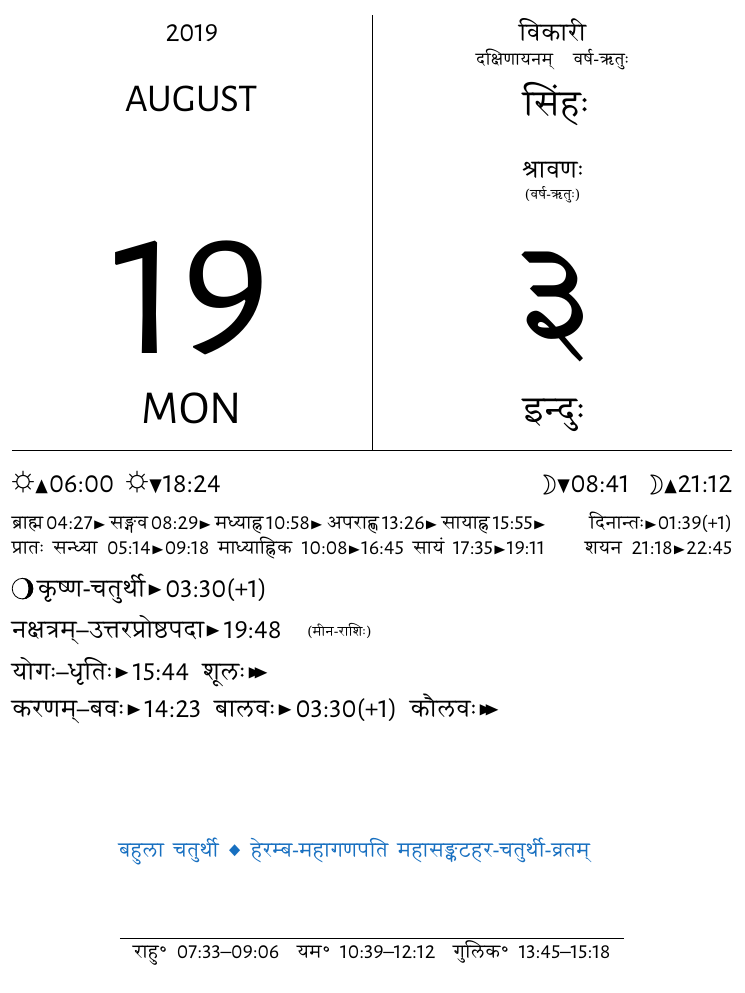 2019
AUGUST
19
MON
विकारी
दक्षिणायनम् वर्ष-ऋतुः
सिंहः
श्रावणः
(वर्ष-ऋतुः)
३
इन्दुः
☼▲06:00 ☼▼18:24 ☽▼08:41 ☽▲21:12
ब्राह्म 04:27► सङ्गव 08:29► मध्याह्न 10:58► अपराह्ण 13:26► सायाह्न 15:55► दिनान्तः►01:39(+1)
प्रातः सन्ध्या 05:14►09:18 माध्याह्निक 10:08►16:45 सायं 17:35►19:11 शयन 21:18►22:45
कृष्ण-चतुर्थी►03:30(+1)
नक्षत्रम्–उत्तरप्रोष्ठपदा►19:48 (मीन-राशिः)
योगः–धृतिः►15:44 शूलः►►
करणम्–बवः►14:23 बालवः►03:30(+1) कौलवः►►
बहुला चतुर्थी ◆ हेरम्ब-महागणपति महासङ्कटहर-चतुर्थी-व्रतम्
राहु॰ 07:33–09:06 यम॰ 10:39–12:12 गुलिक॰ 13:45–15:18